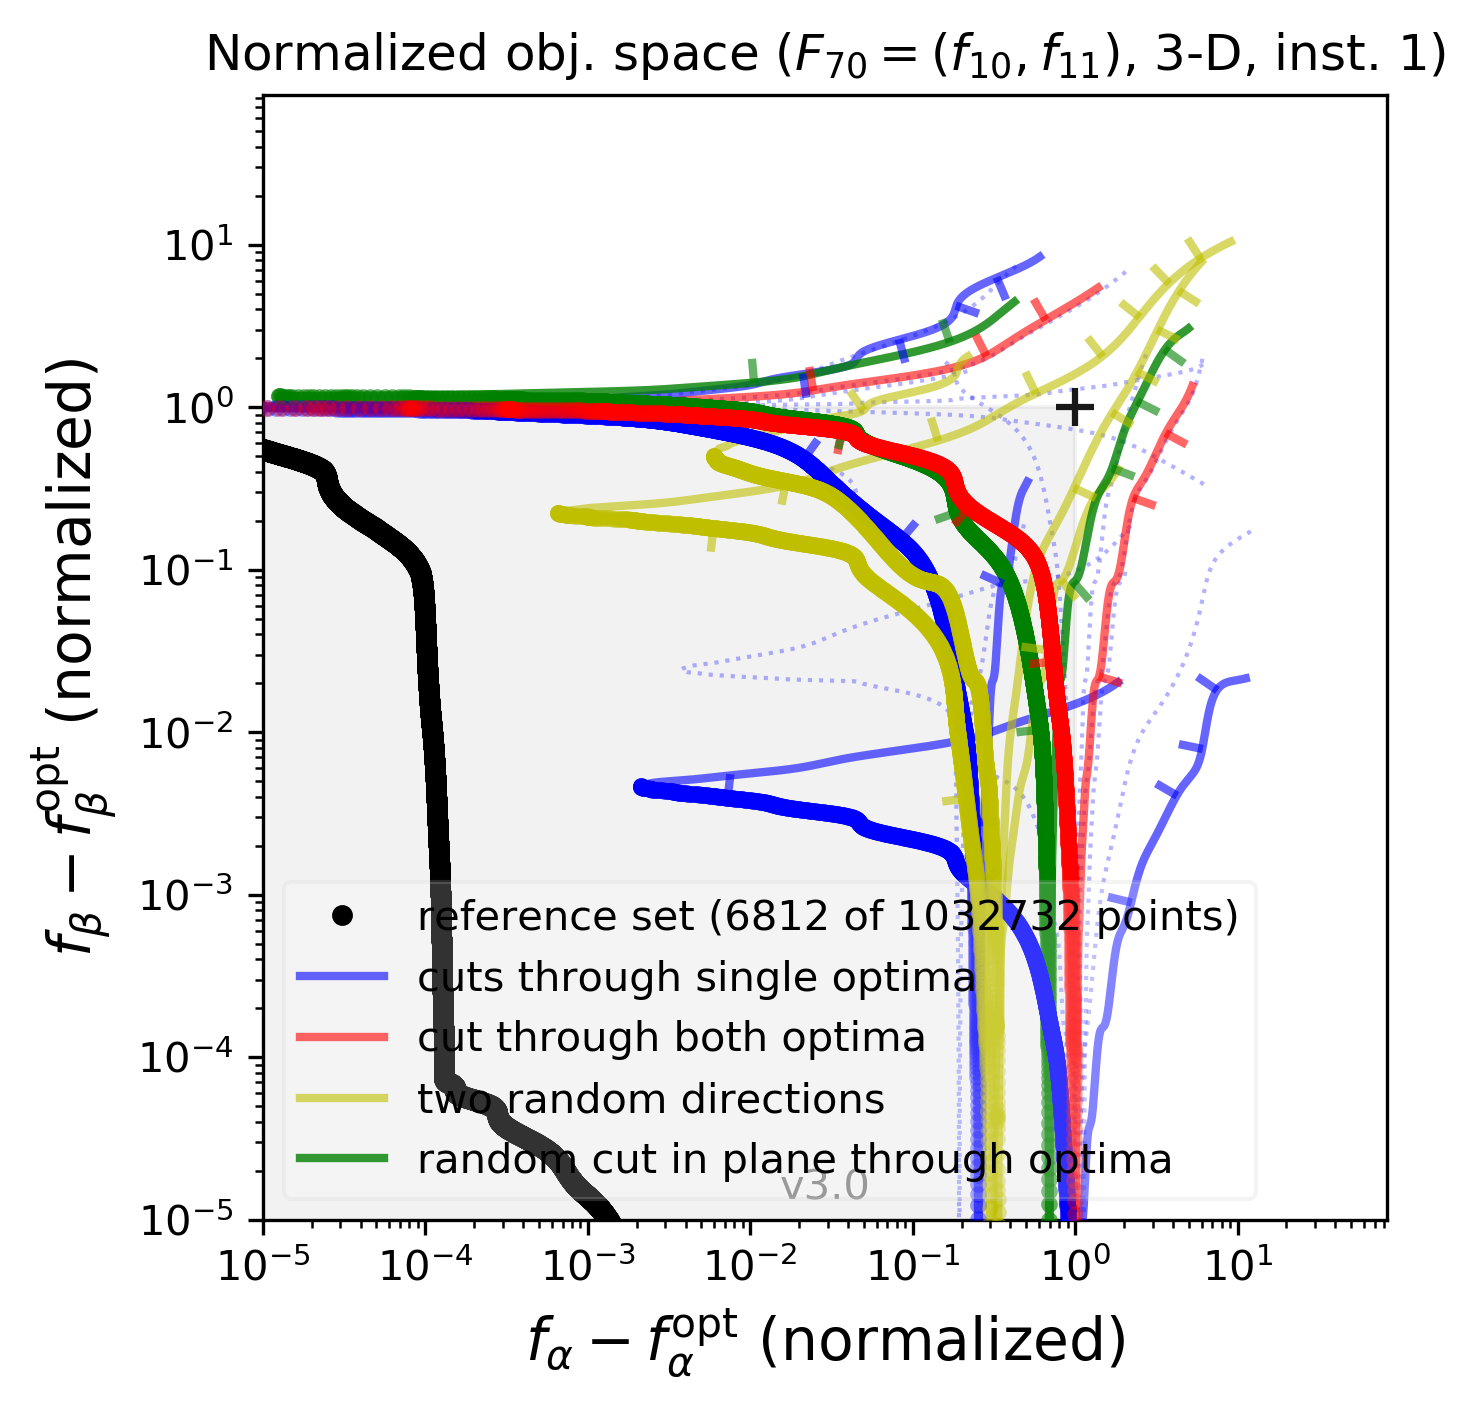 Normalized obj. space (F₇₀ = (f₁₀, f₁₁), 3-D, inst. 1)
f_β − f_β^opt (normalized)
10¹
10⁰
10⁻¹
10⁻²
10⁻³
10⁻⁴
10⁻⁵
reference set (6812 of 1032732 points)
cuts through single optima
cut through both optima
two random directions
random cut in plane through optima
v3.0
10⁻⁵ 10⁻⁴ 10⁻³ 10⁻² 10⁻¹ 10⁰ 10¹
f_α − f_α^opt (normalized)